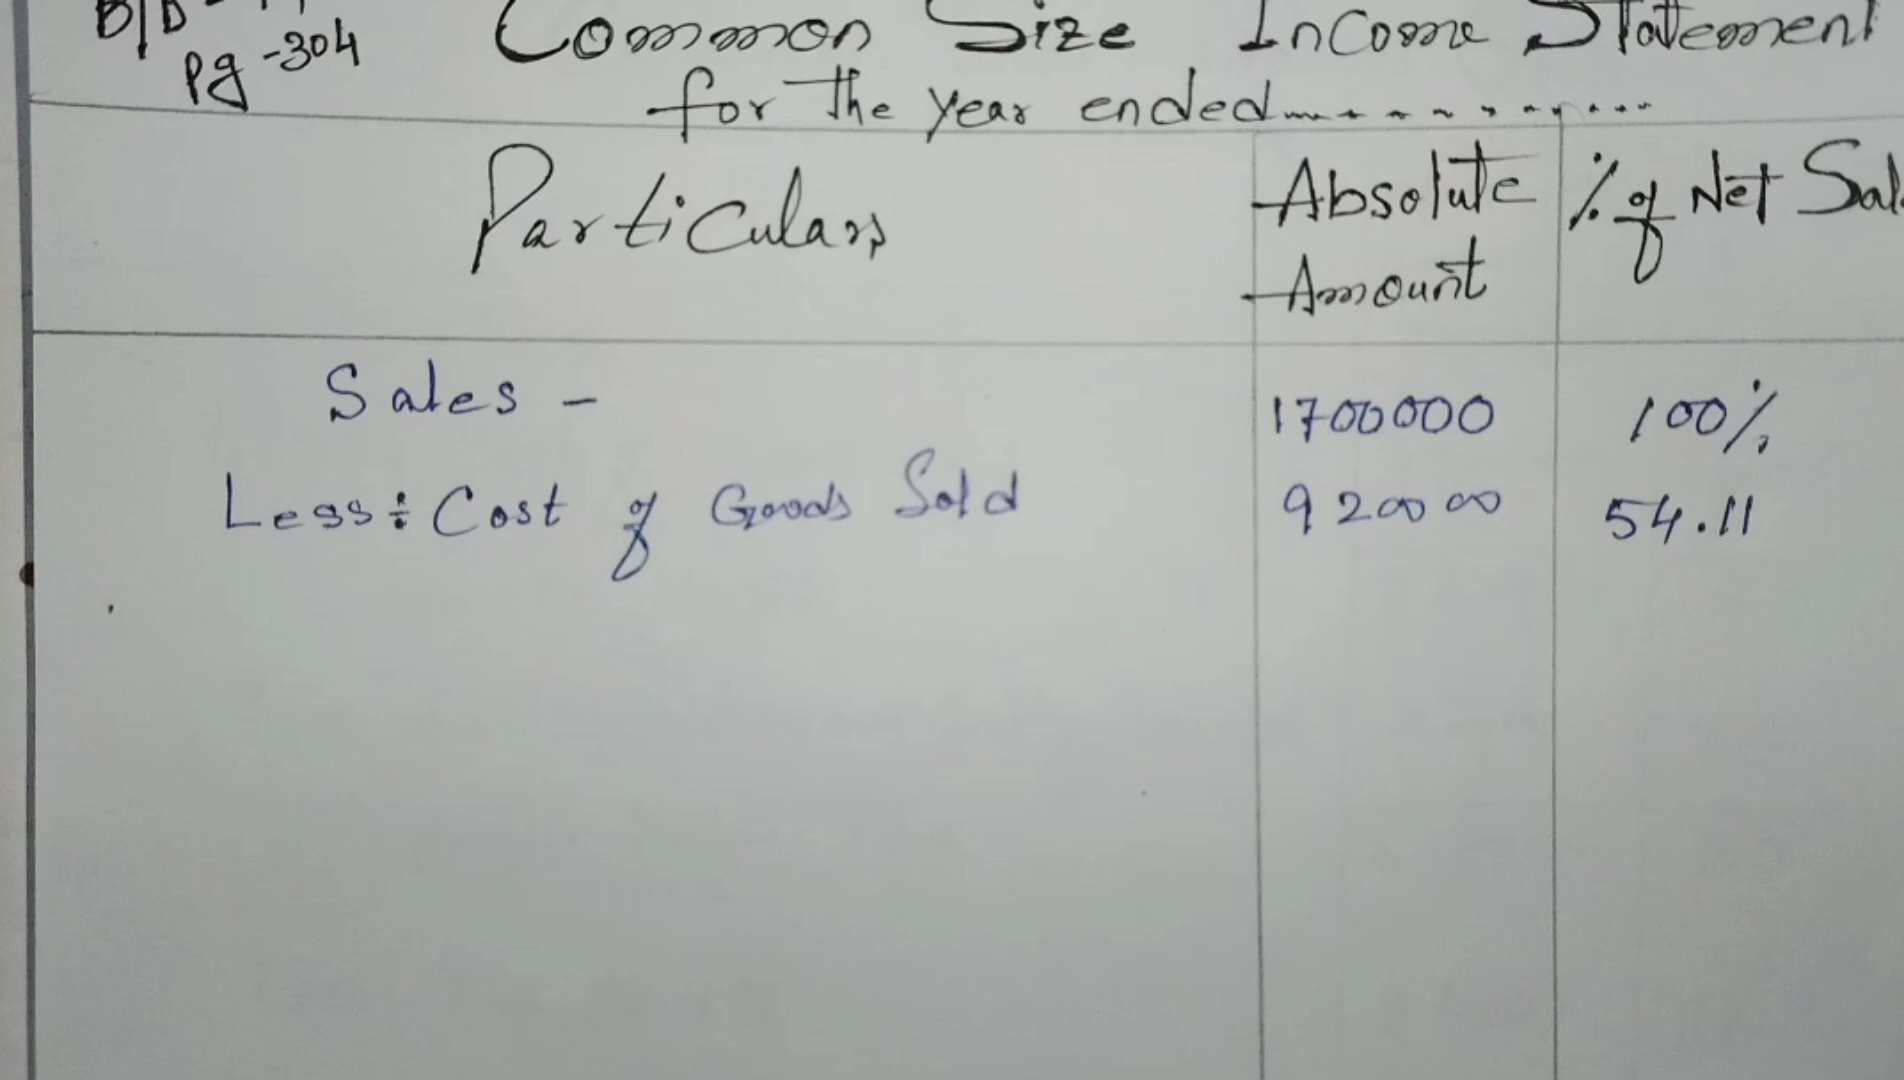 Pg-304
Common Size Income Statement
for the year ended............
Particulars
Absolute Amount
% of Net Sal
Sales - 1700000 100%
Less: Cost of Goods Sold 920000 54.11